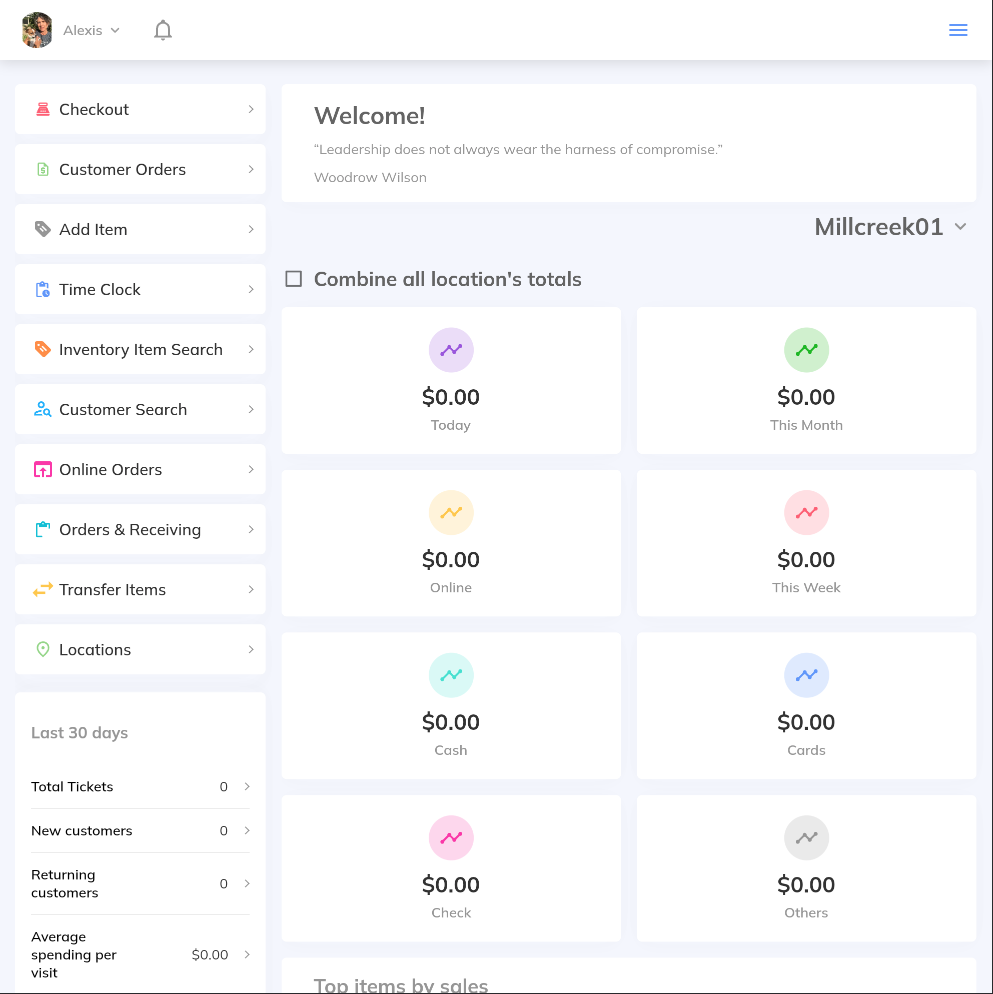 Alexis
Checkout
Customer Orders
Add Item
Time Clock
Inventory Item Search
Customer Search
Online Orders
Orders & Receiving
Transfer Items
Locations
Last 30 days
Total Tickets 0
New customers 0
Returning
customers 0
Average
spending per
visit $0.00
Welcome!
“Leadership does not always wear the harness of compromise.”
Woodrow Wilson
Millcreek01
Combine all location's totals
$0.00
Today
$0.00
This Month
$0.00
Online
$0.00
This Week
$0.00
Cash
$0.00
Cards
$0.00
Check
$0.00
Others
Top items by sales